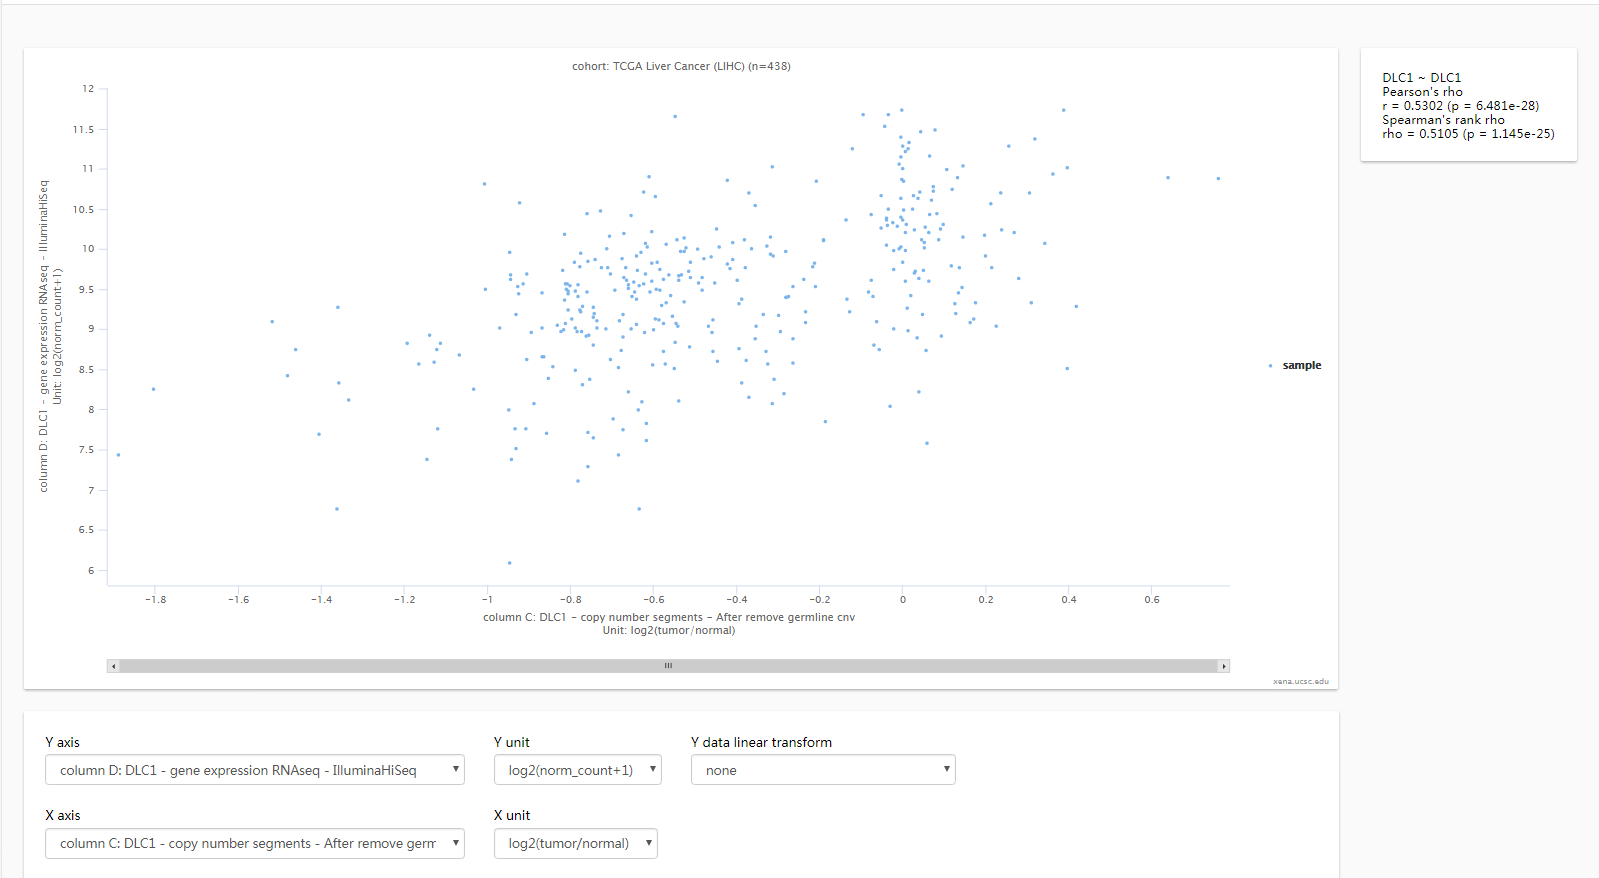 cohort: TCGA Liver Cancer (LIHC) (n=438)
12
11.5
11
10.5
10
9.5
9
8.5
8
7.5
7
6.5
6
column D: DLC1 - gene expression RNAseq - IlluminaHiSeq
Unit: log2(norm_count+1)
-1.8
-1.6
-1.4
-1.2
-1
-0.8
-0.6
-0.4
-0.2
0
0.2
0.4
0.6
column C: DLC1 - copy number segments - After remove germline cnv
Unit: log2(tumor/normal)
sample
xena.ucsc.edu
DLC1 ~ DLC1
Pearson's rho
r = 0.5302 (p = 6.481e-28)
Spearman's rank rho
rho = 0.5105 (p = 1.145e-25)
Y axis
column D: DLC1 - gene expression RNAseq - IlluminaHiSeq
Y unit
log2(norm_count+1)
Y data linear transform
none
X axis
column C: DLC1 - copy number segments - After remove germ
X unit
log2(tumor/normal)